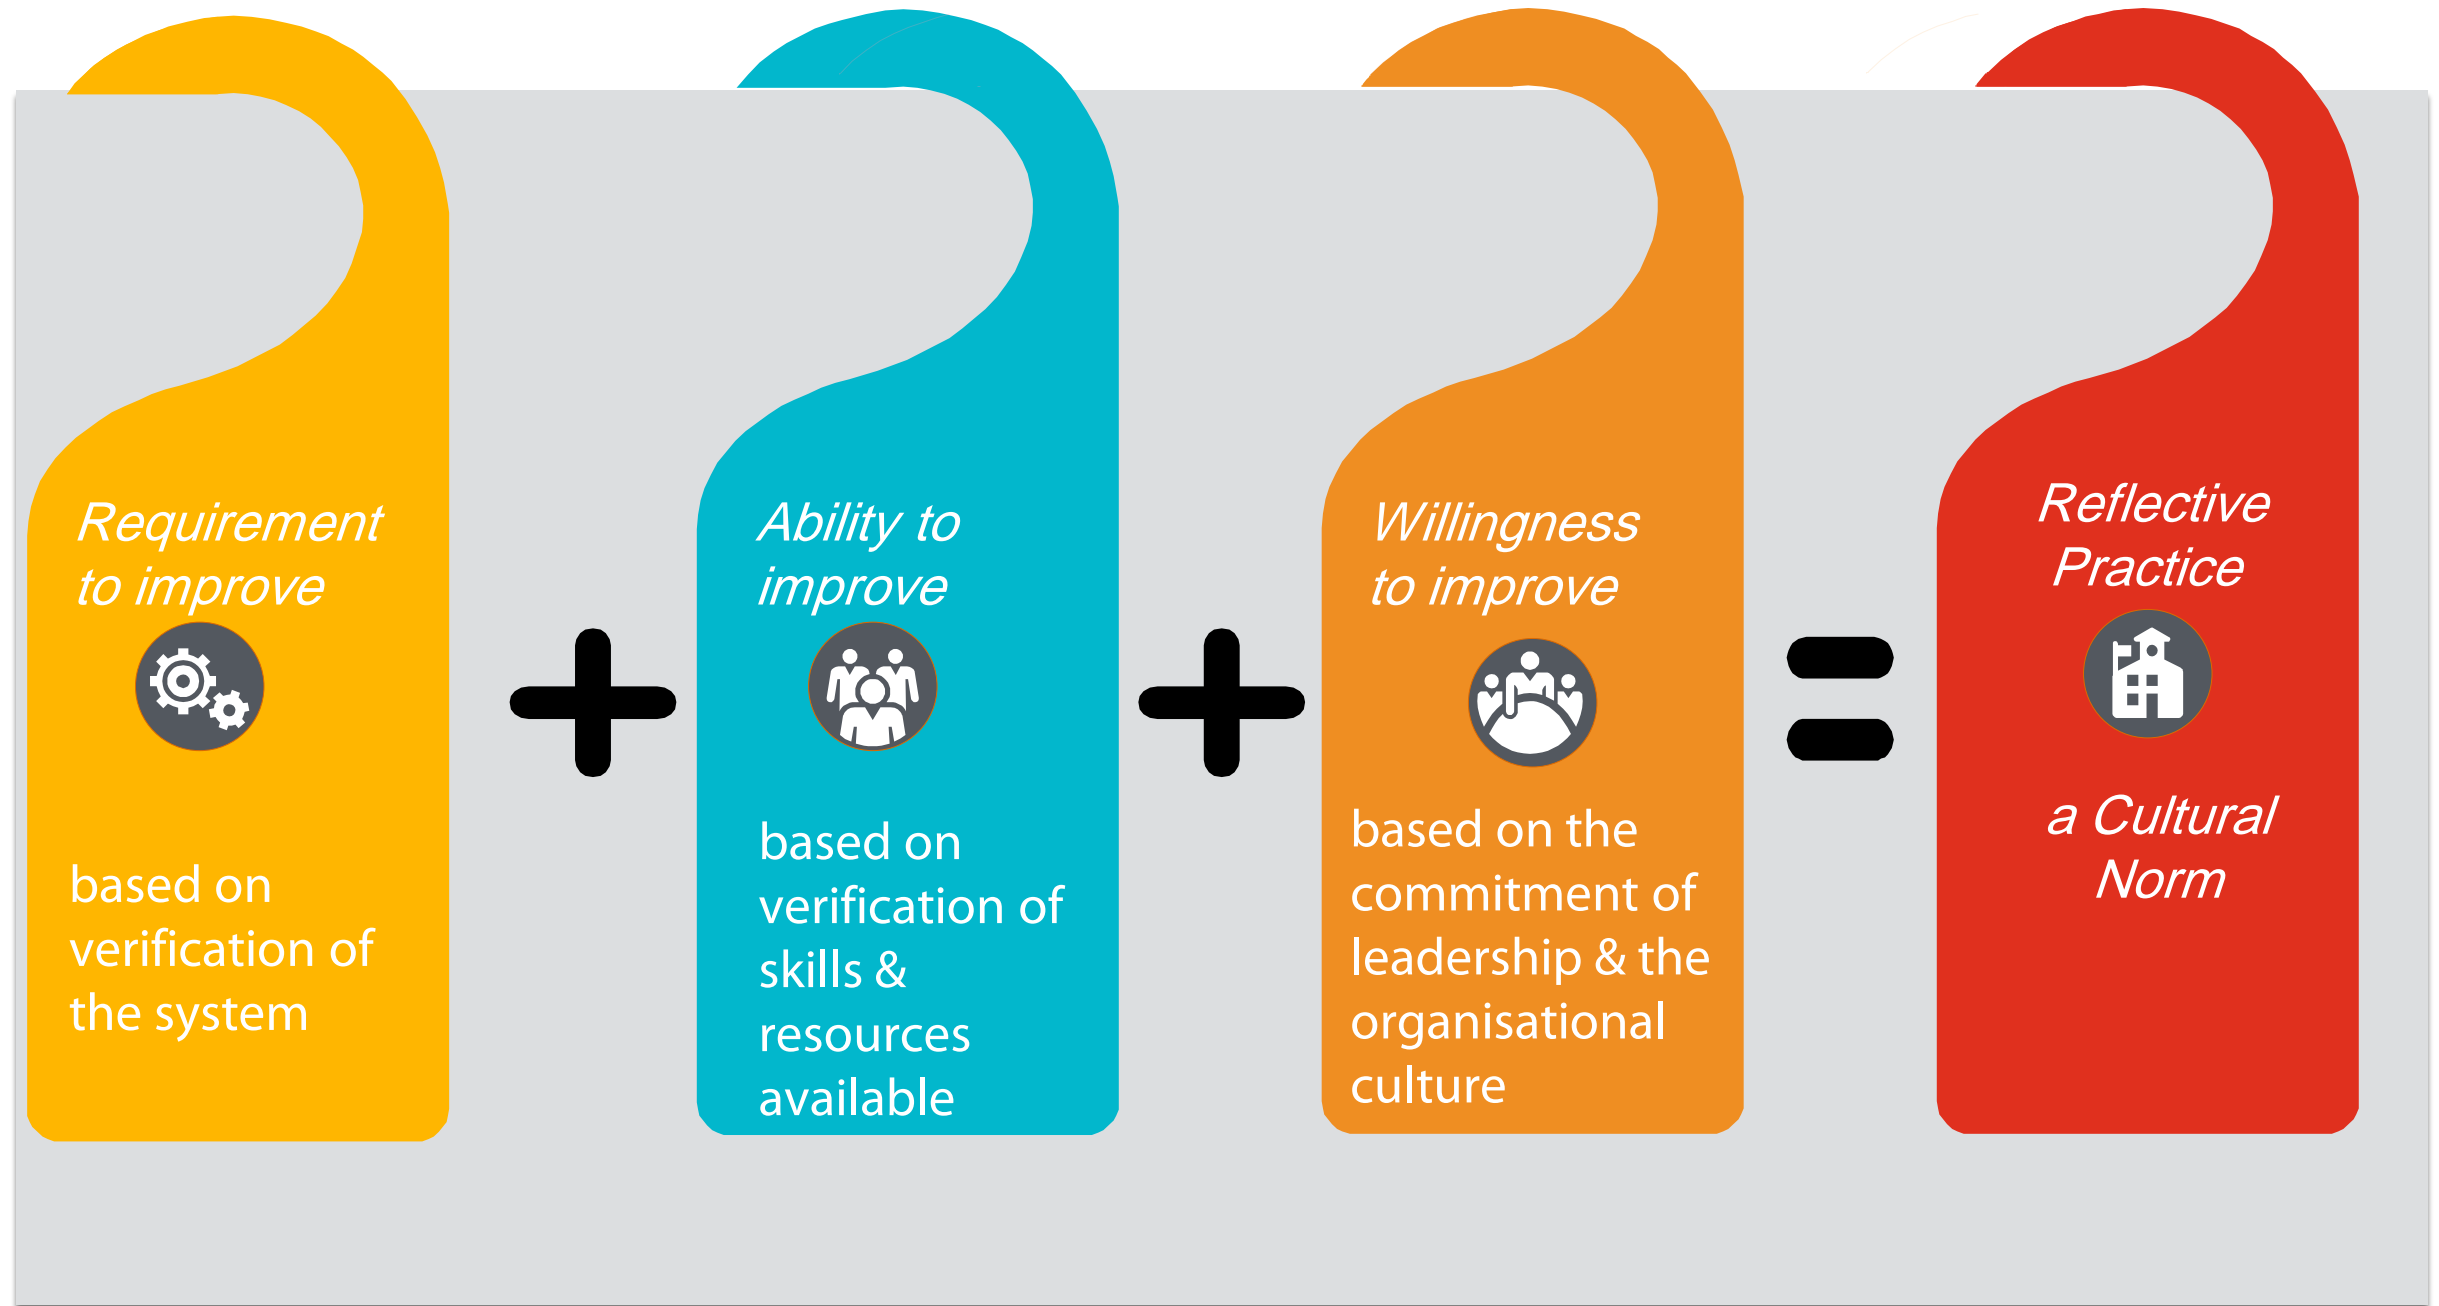 Requirement
to improve
based on
verification of
the system
+
Ability to
improve
based on
verification of
skills &
resources
available
+
Willingness
to improve
based on the
commitment of
leadership & the
organisational
culture
=
Reflective
Practice
a Cultural
Norm